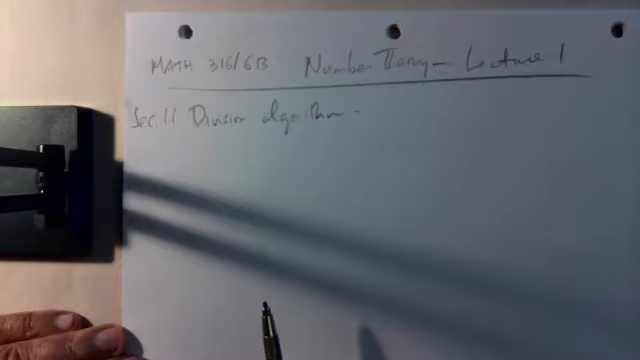 MATH 316/613 Number Theory - Lecture 1
Sec 1.1 Division algorithm -